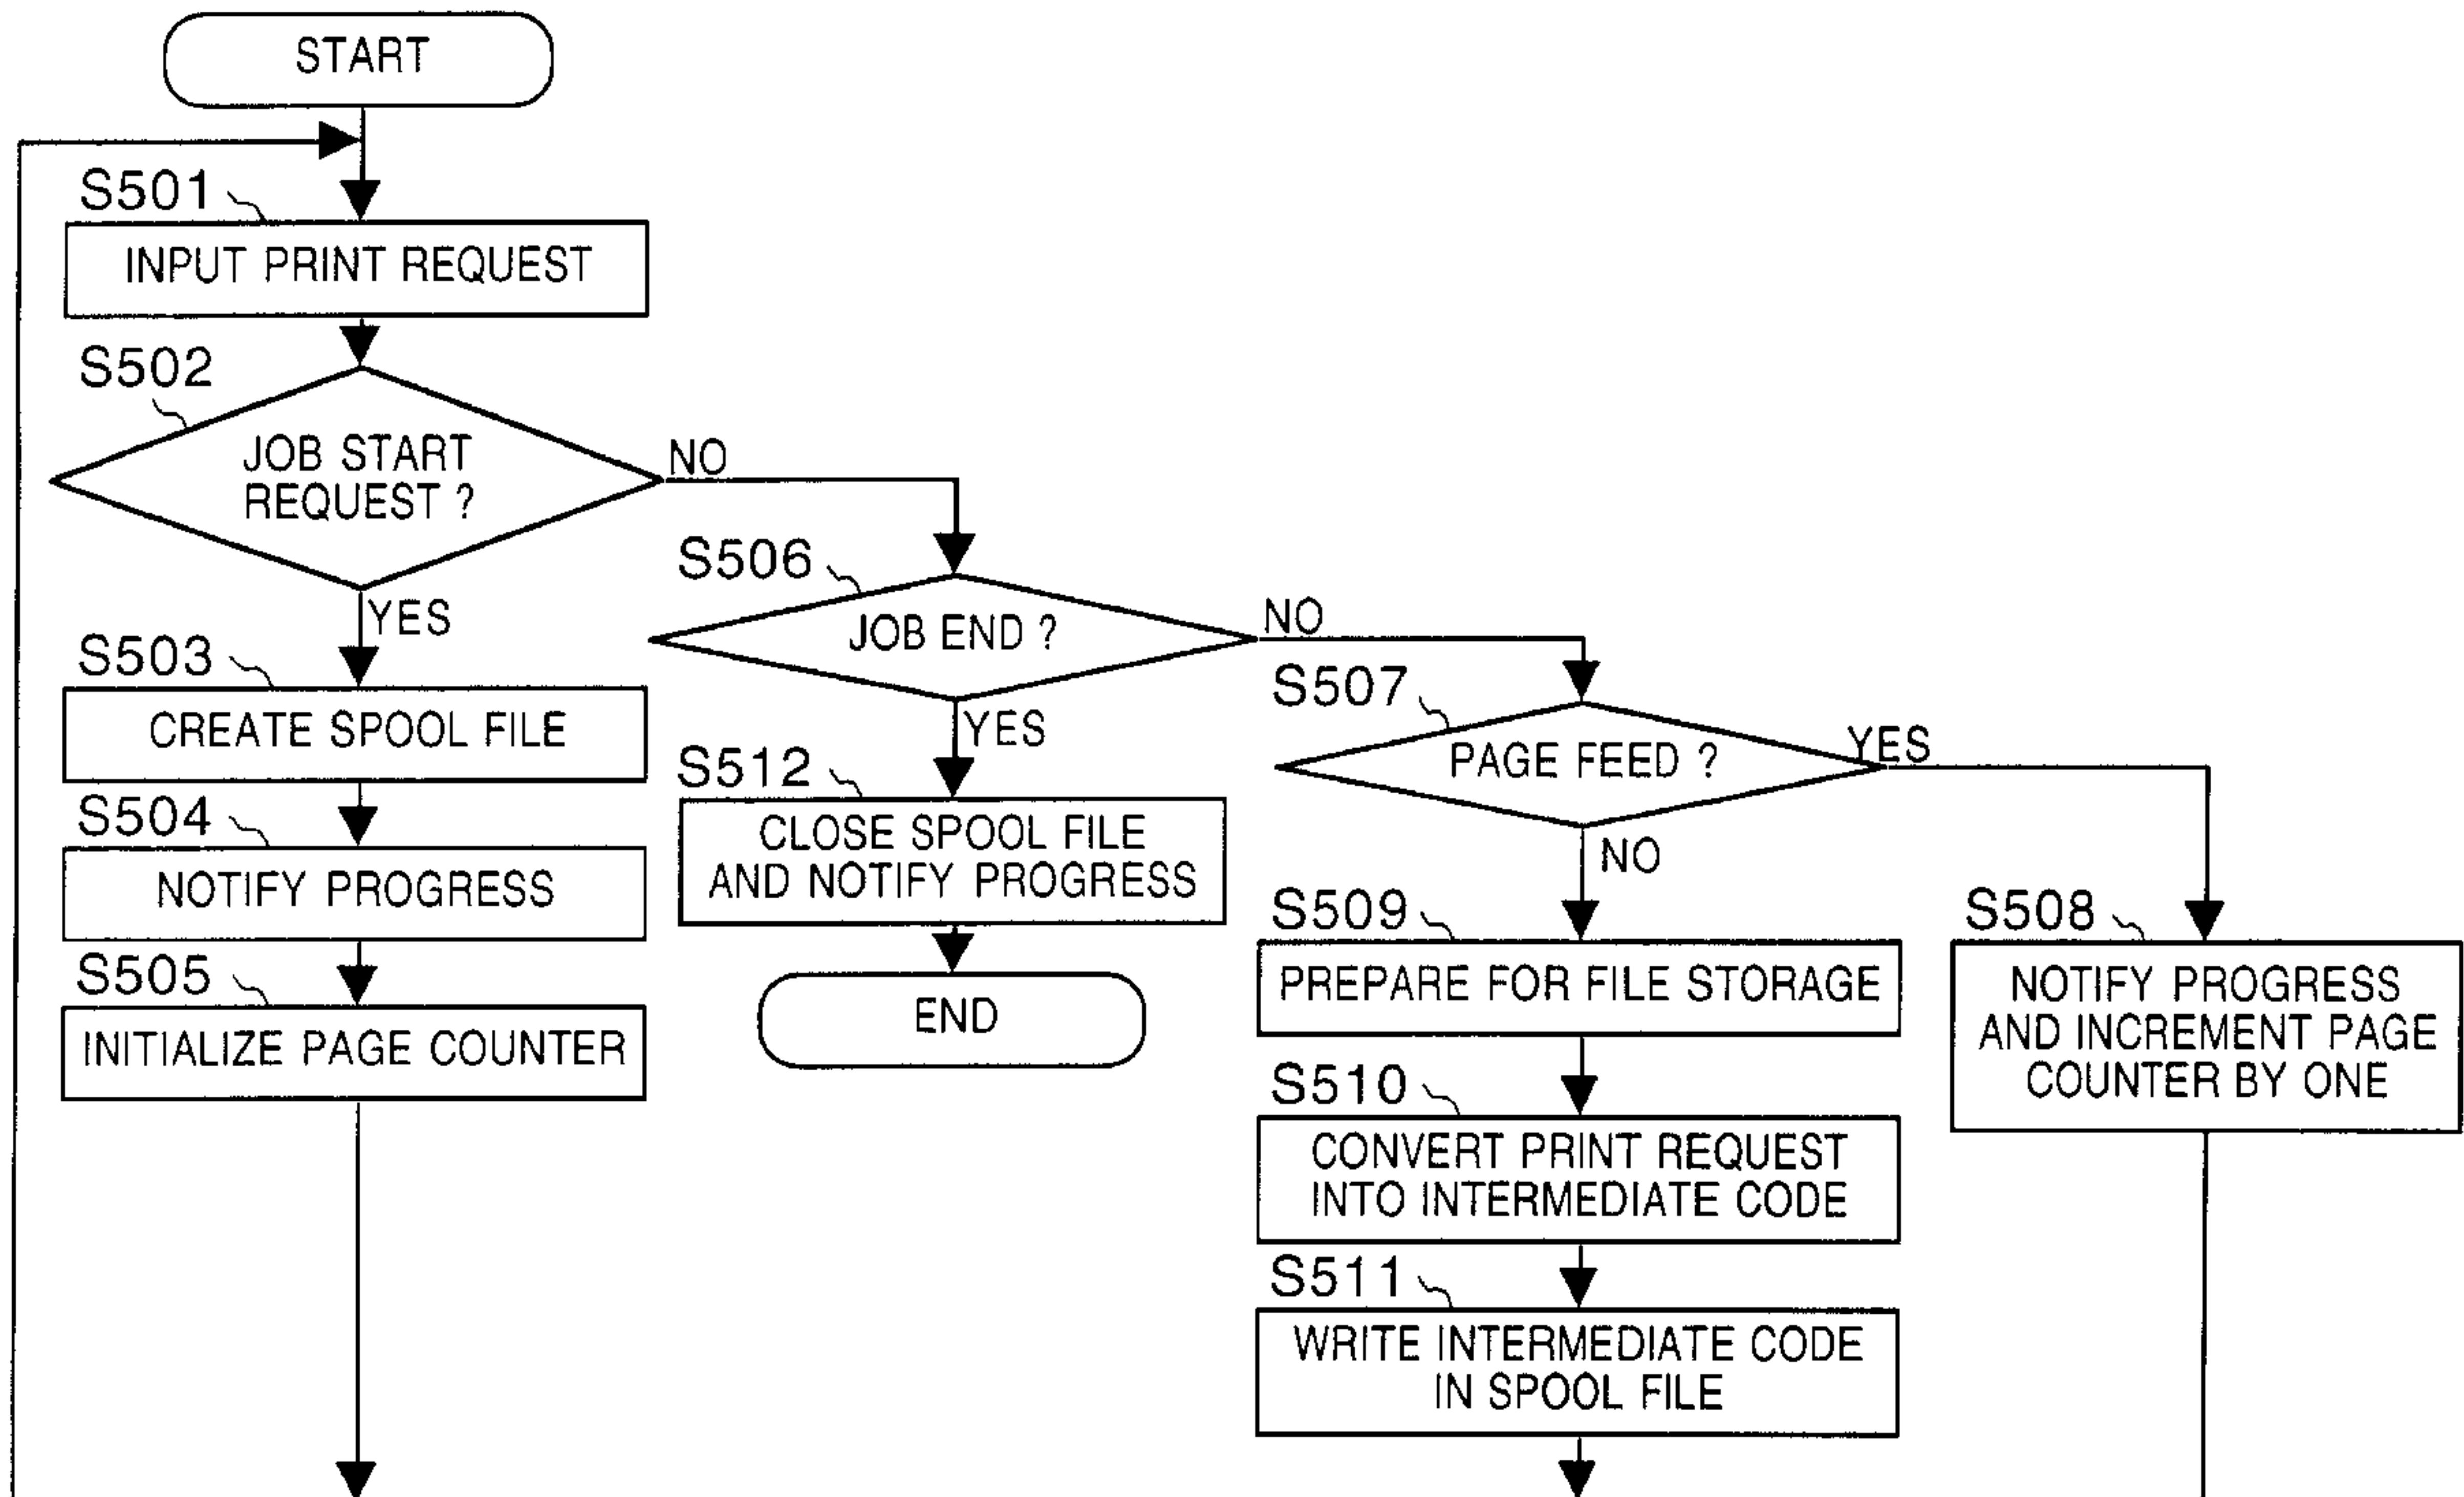 START
S501
INPUT PRINT REQUEST
S502
JOB START
REQUEST ?
NO
YES
S503
CREATE SPOOL FILE
S504
NOTIFY PROGRESS
S505
INITIALIZE PAGE COUNTER
S506
JOB END ?
NO
YES
S512
CLOSE SPOOL FILE
AND NOTIFY PROGRESS
END
S507
PAGE FEED ?
YES
NO
S509
PREPARE FOR FILE STORAGE
S510
CONVERT PRINT REQUEST
INTO INTERMEDIATE CODE
S511
WRITE INTERMEDIATE CODE
IN SPOOL FILE
S508
NOTIFY PROGRESS
AND INCREMENT PAGE
COUNTER BY ONE